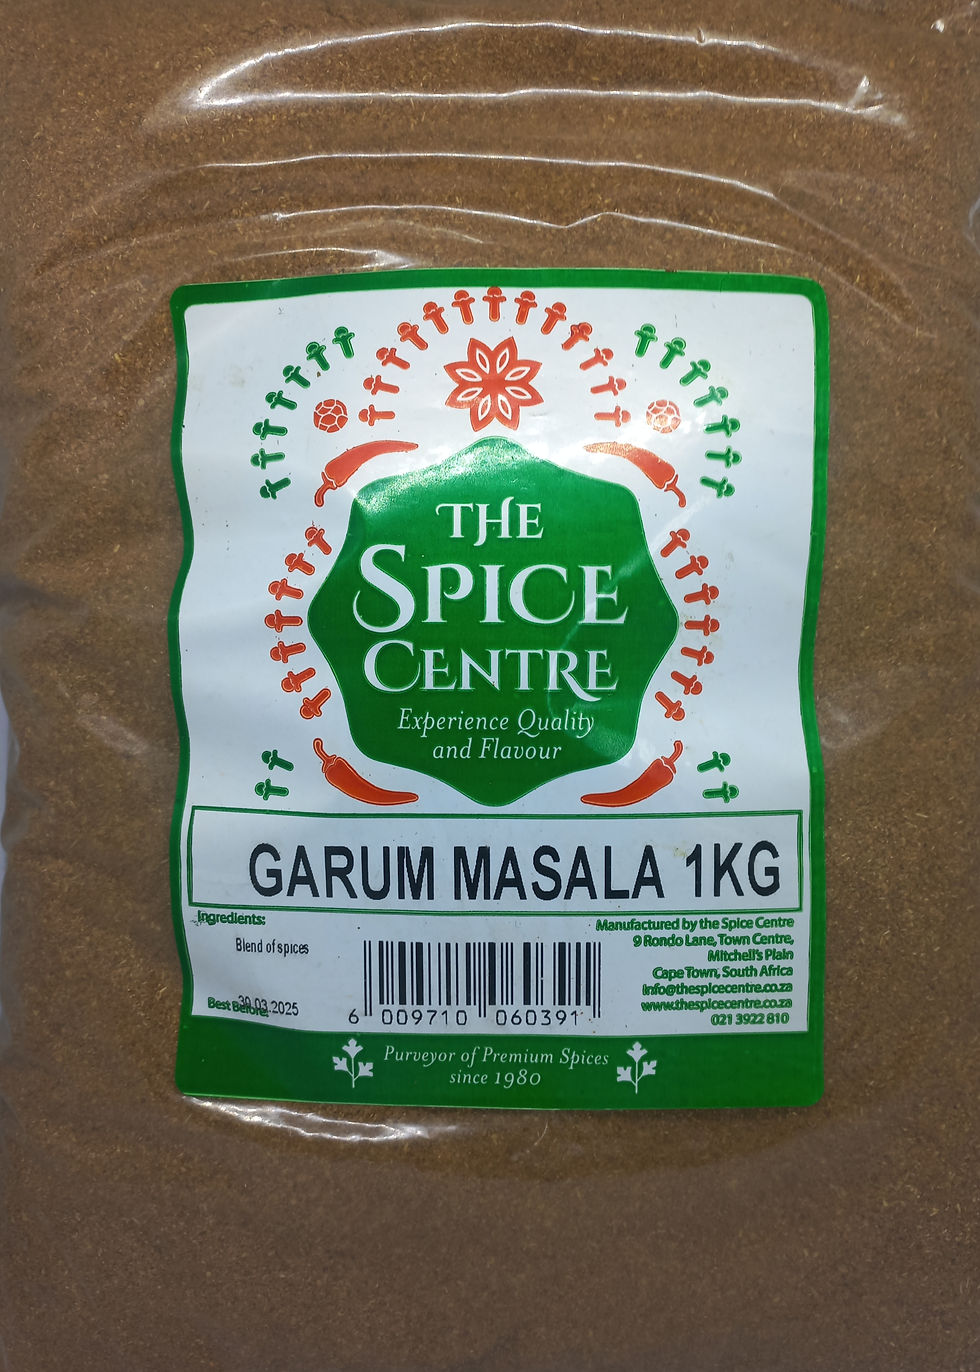 THE
SPICE
CENTRE
Experience Quality
and Flavour
GARUM MASALA 1KG
Ingredients:
Blend of spices
Best Before:
30.03.2025
6 009710 060391
Manufactured by the Spice Centre
9 Rondo Lane, Town Centre,
Mitchell's Plain
Cape Town, South Africa
info@thespicecentre.co.za
www.thespicecentre.co.za
021 3922 810
Purveyor of Premium Spices
since 1980